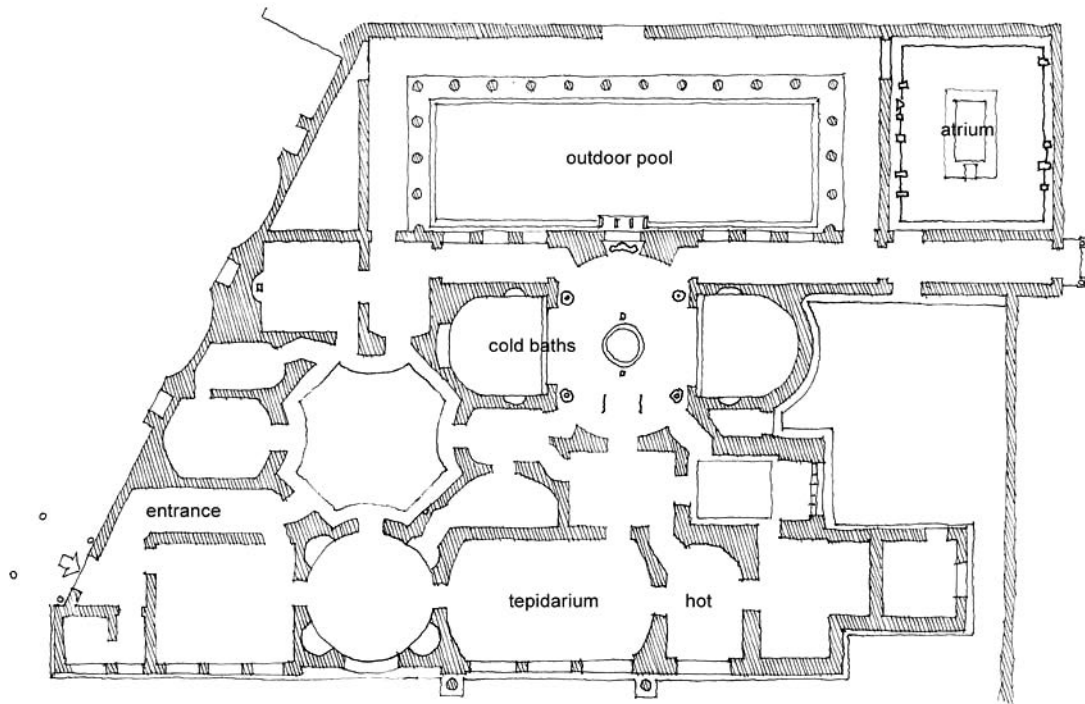 atrium
outdoor pool
cold baths
entrance
tepidarium
hot